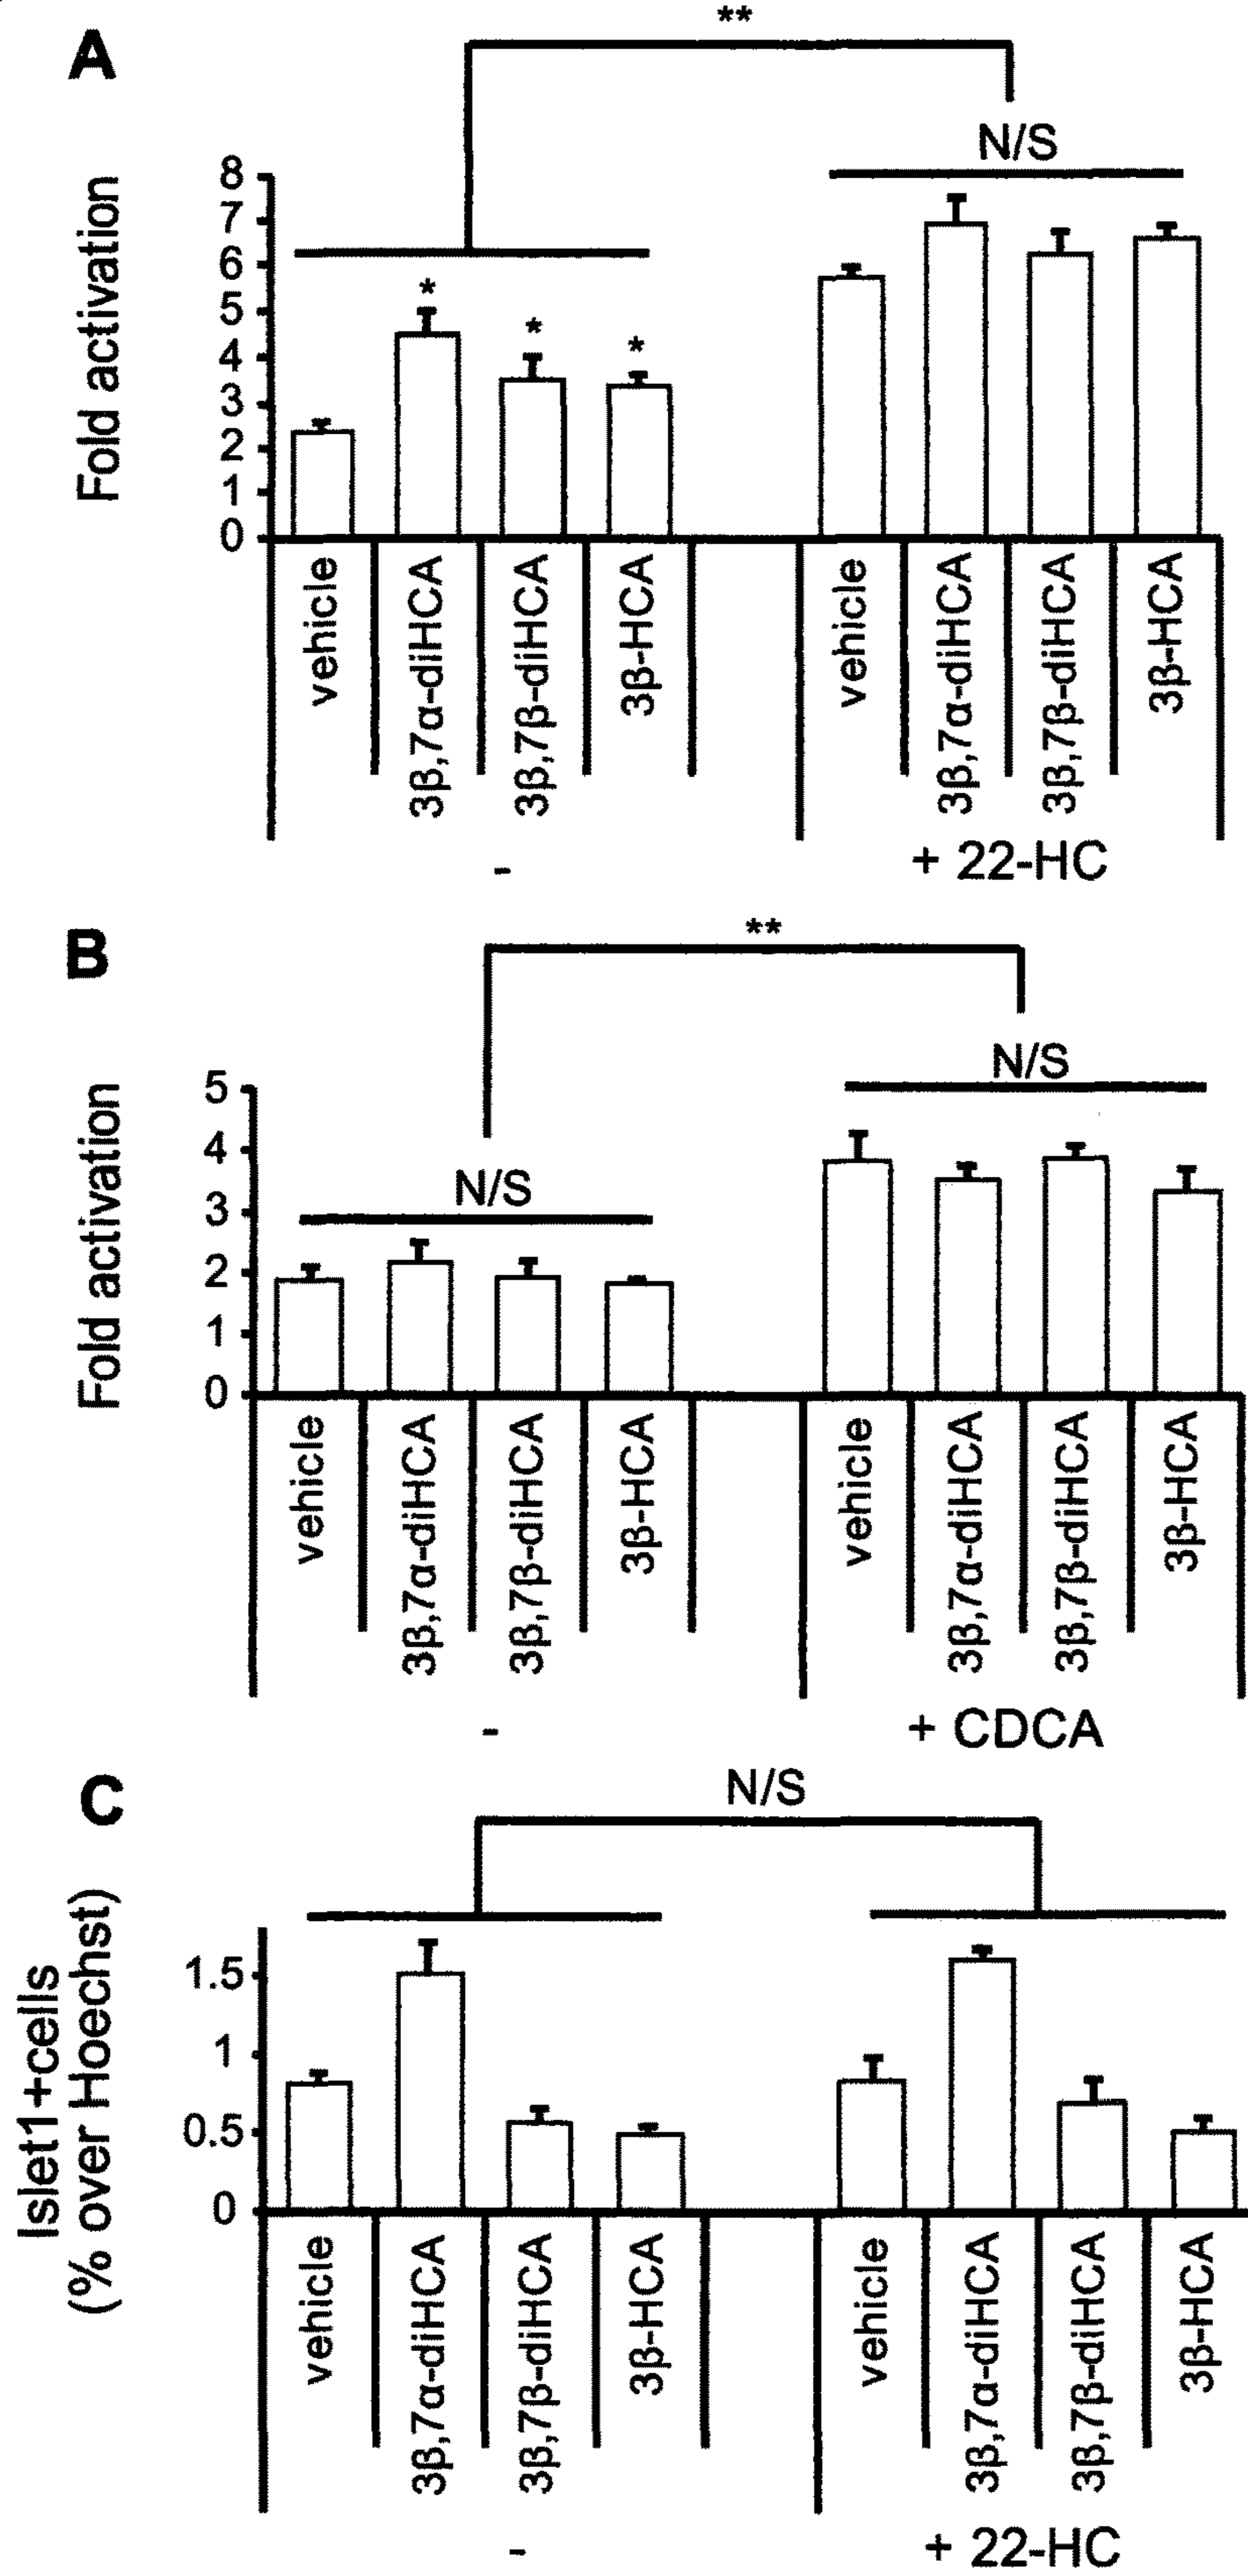 A
**
N/S
Fold activation
8
7
6
5
4
3
2
1
0
*
*
*
vehicle
3β,7α-diHCA
3β,7β-diHCA
3β-HCA
vehicle
3β,7α-diHCA
3β,7β-diHCA
3β-HCA
-
+ 22-HC
B
**
N/S
N/S
Fold activation
5
4
3
2
1
0
vehicle
3β,7α-diHCA
3β,7β-diHCA
3β-HCA
vehicle
3β,7α-diHCA
3β,7β-diHCA
3β-HCA
-
+ CDCA
C
N/S
Islet1+cells
(% over Hoechst)
1.5
1
0.5
0
vehicle
3β,7α-diHCA
3β,7β-diHCA
3β-HCA
vehicle
3β,7α-diHCA
3β,7β-diHCA
3β-HCA
-
+ 22-HC